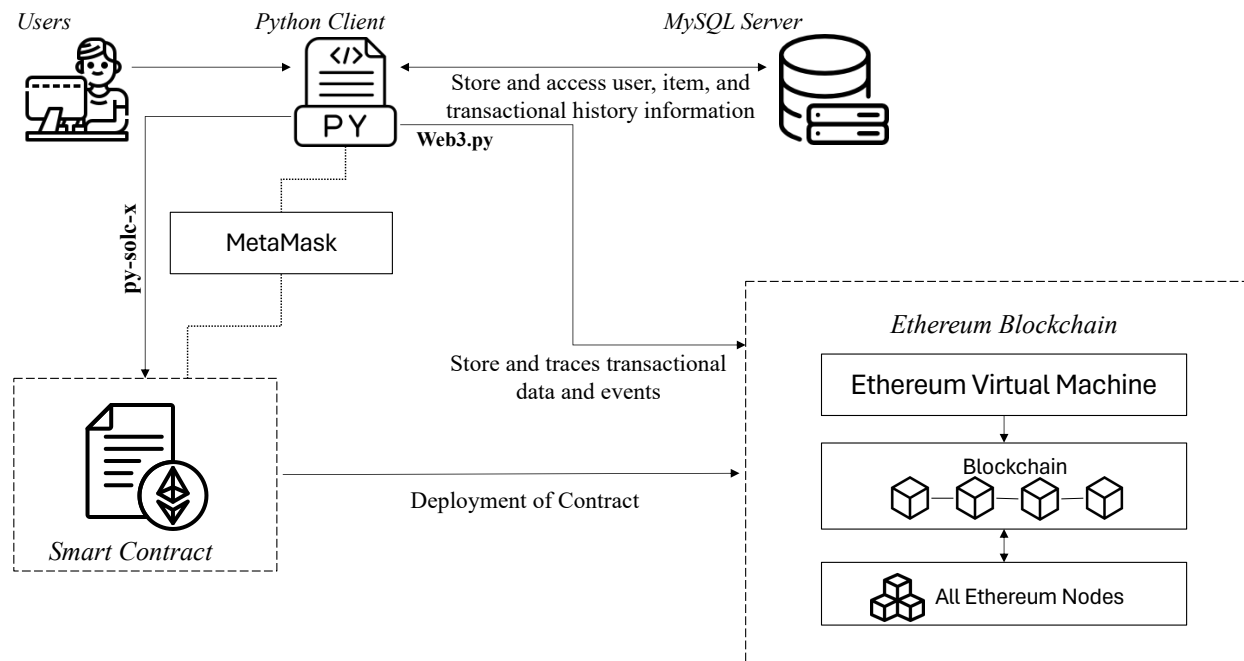 Users
Python Client
MySQL Server
</>
PY
Store and access user, item, and
transactional history information
Web3.py
py-solc-x
MetaMask
Ethereum Blockchain
Store and traces transactional
data and events
Ethereum Virtual Machine
Blockchain
Deployment of Contract
Smart Contract
All Ethereum Nodes